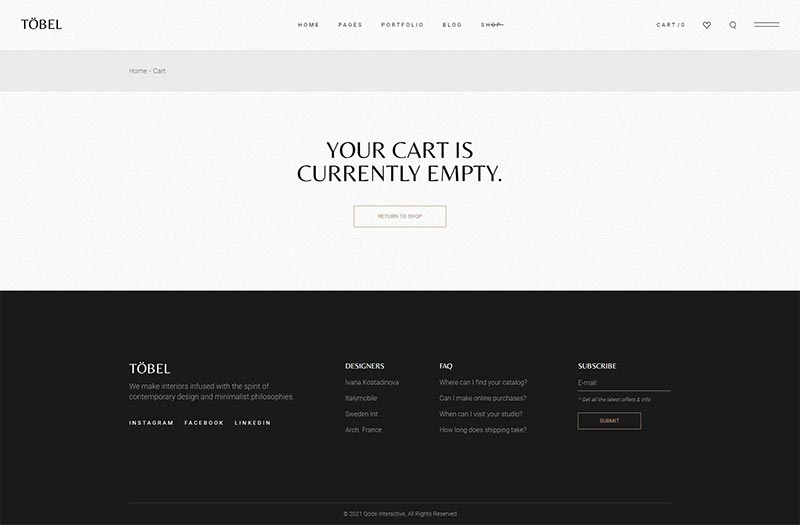 TÖBEL
HOME PAGES PORTFOLIO BLOG SHOP
CART/0
Home - Cart
YOUR CART IS
CURRENTLY EMPTY.
RETURN TO SHOP
TÖBEL
We make interiors infused with the spirit of
contemporary design and minimalist philosophies.
INSTAGRAM FACEBOOK LINKEDIN
DESIGNERS
Ivana Kostadinova
Italymobile
Sweden Int
Arch. France
FAQ
Where can I find your catalog?
Can I make online purchases?
When can I visit your studio?
How long does shipping take?
SUBSCRIBE
E-mail
* Get all the latest offers & info
SUBMIT
© 2021 Qode Interactive, All Rights Reserved